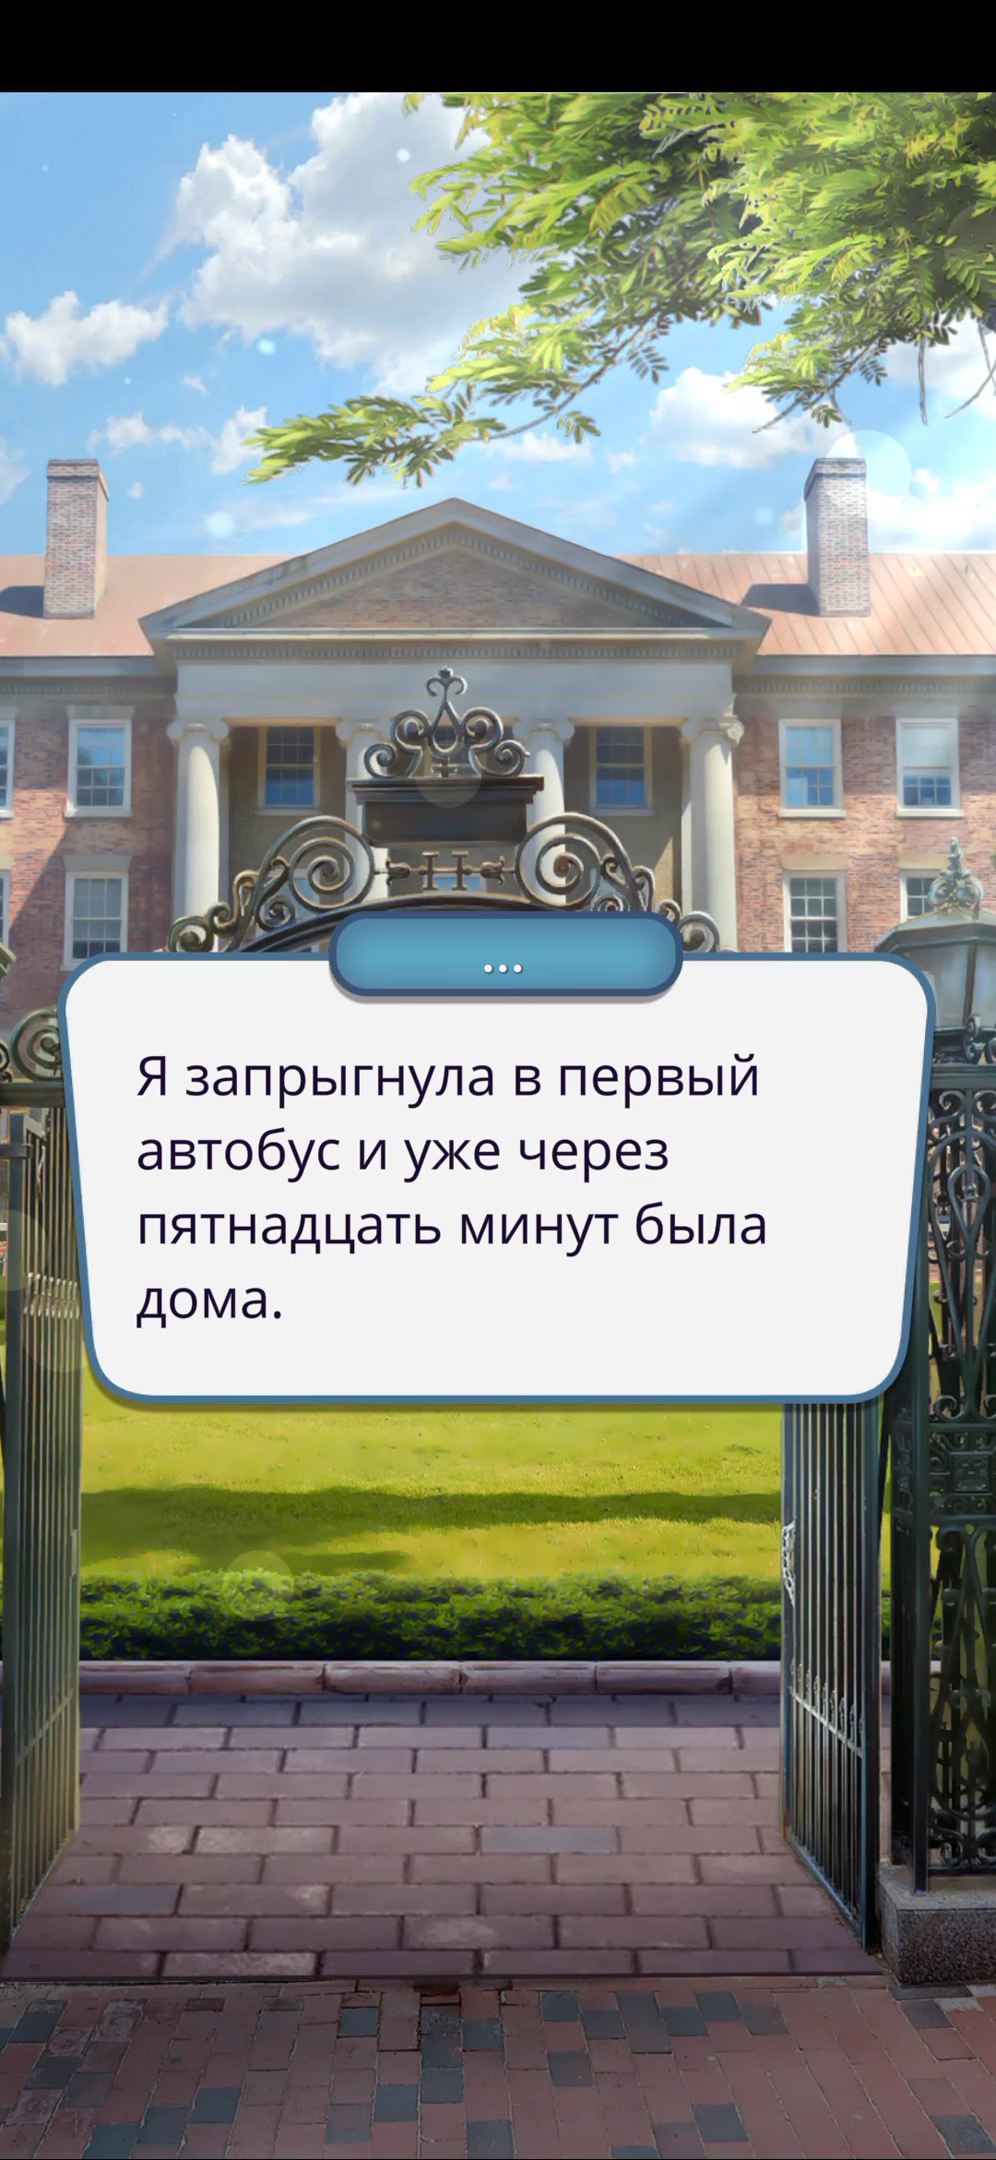 ...
Я запрыгнула в первый
автобус и уже через
пятнадцать минут была
дома.